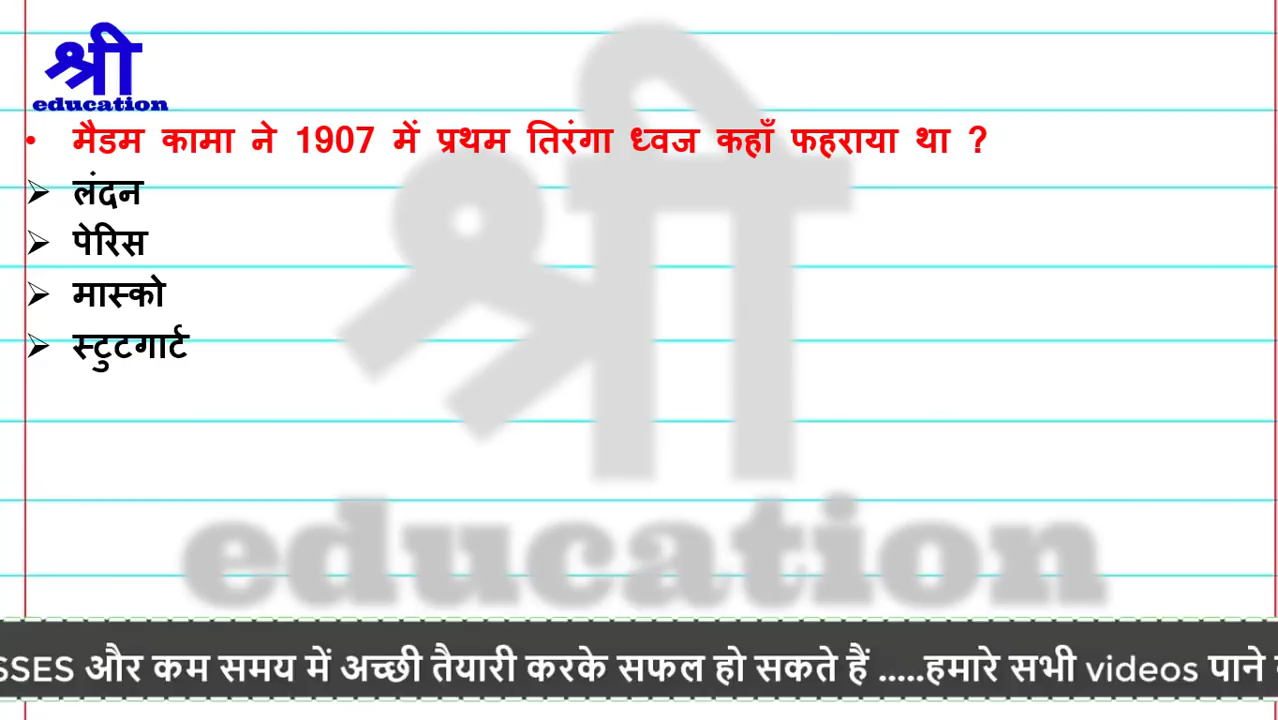 श्री
education
• मैडम कामा ने 1907 में प्रथम तिरंगा ध्वज कहाँ फहराया था ?
➢ लंदन
➢ पेरिस
➢ मास्को
➢ स्टुटगार्ट
श्री
education
SSES और कम समय में अच्छी तैयारी करके सफल हो सकते हैं .....हमारे सभी videos पाने